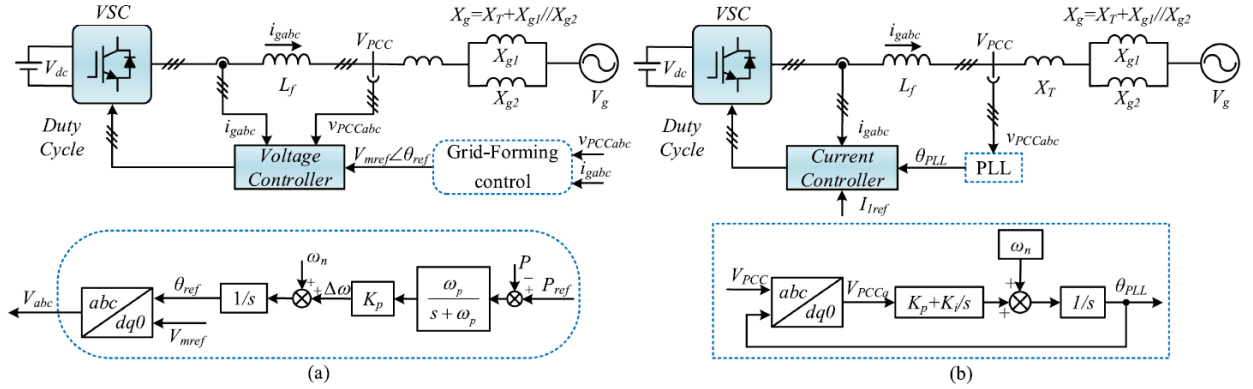 VSC
V_dc
i_gabc
L_f
V_PCC
X_g=X_T+X_g1//X_g2
X_g1
X_g2
V_g
Duty
Cycle
i_gabc
v_PCCabc
Voltage
Controller
V_mref∠θ_ref
Grid-Forming
control
v_PCCabc
i_gabc
V_abc
abc
dq0
θ_ref
V_mref
1/s
ω_n
+
+
Δω
K_p
ω_p
s+ω_p
P
−
+
P_ref
(a)
VSC
V_dc
i_gabc
L_f
V_PCC
X_T
X_g=X_T+X_g1//X_g2
X_g1
X_g2
V_g
Duty
Cycle
i_gabc
v_PCCabc
Current
Controller
θ_PLL
PLL
I_1ref
V_PCC
abc
dq0
V_PCCq
K_p+K_i/s
ω_n
+
+
1/s
θ_PLL
(b)